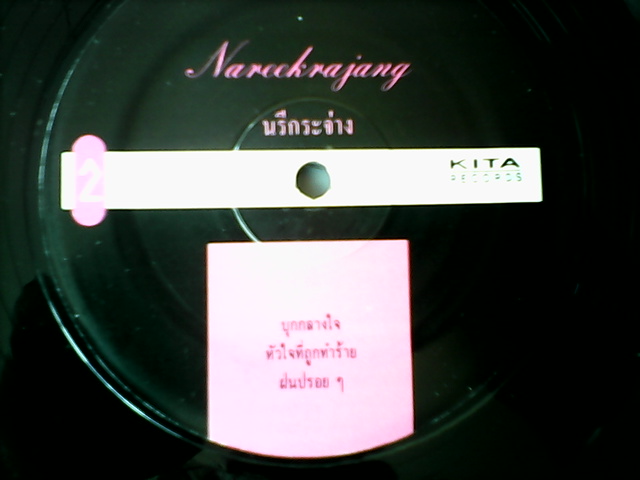 Nareekrajang
นรีกระจ่าง
2
KITA
RECORDS
บุกกลางใจ
หัวใจที่ถูกทำร้าย
ฝนปรอย ๆ